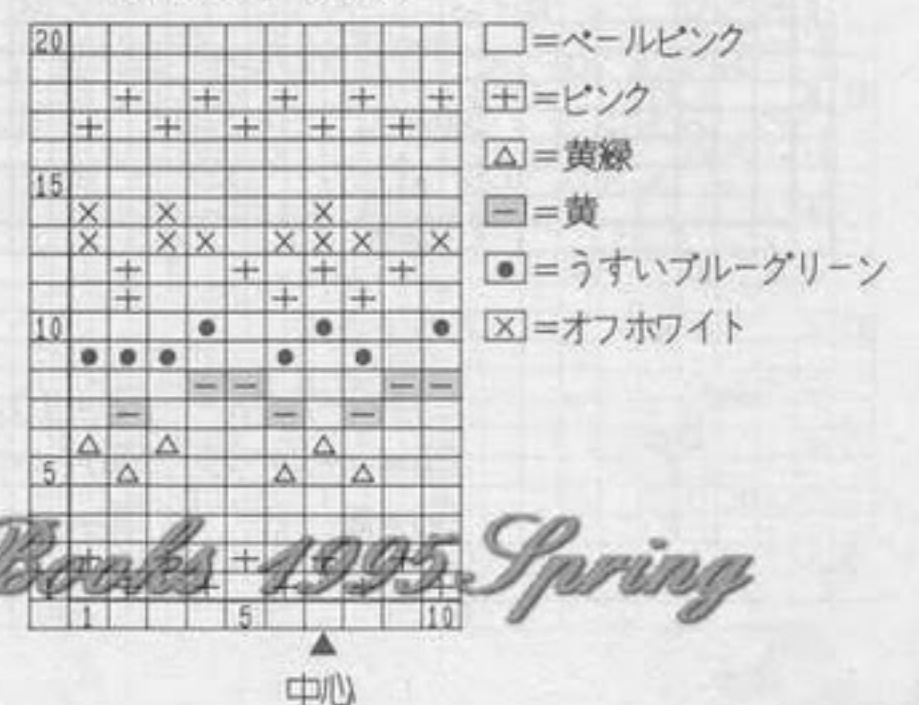 20
15
10
5
1 5 10
中心
□=ペールピンク
+=ピンク
△=黄緑
-=黄
●=うすいブルーグリーン
×=オフホワイト
Books 1995-Spring